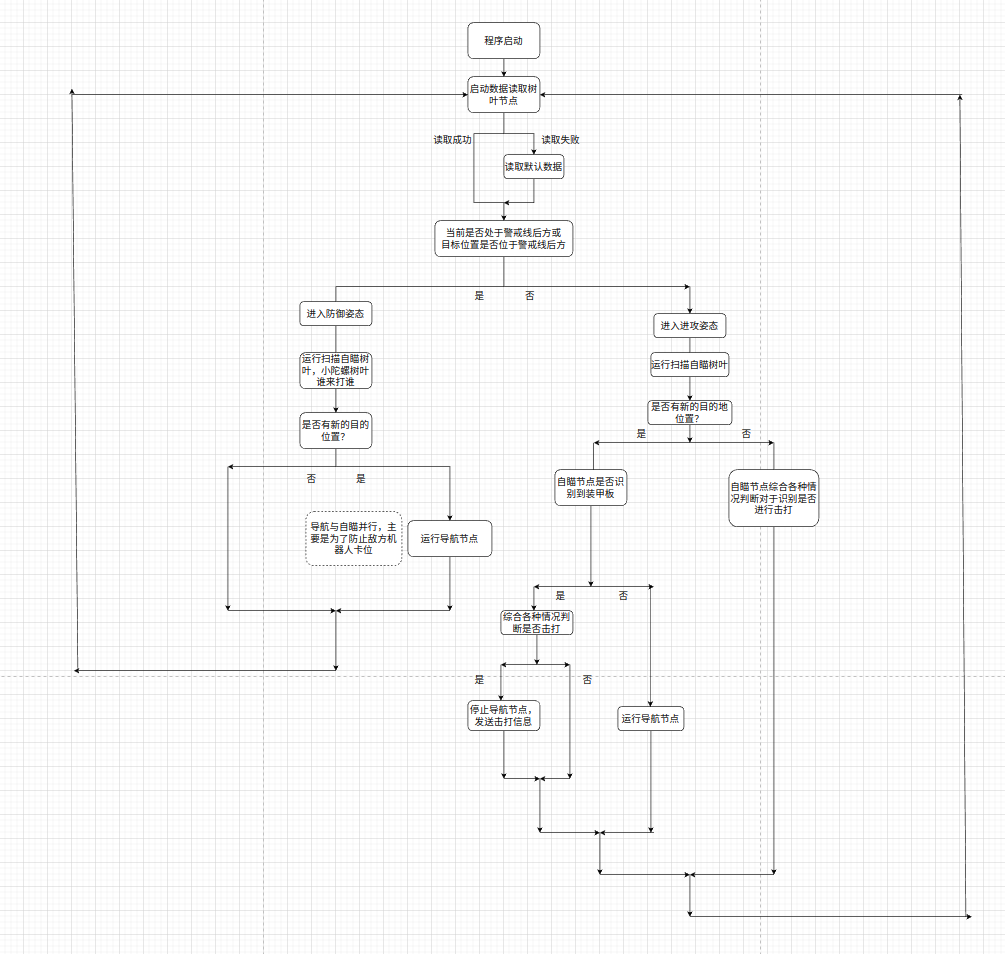 程序启动
启动数据读取树
叶节点
读取成功
读取失败
读取默认数据
当前是否处于警戒线后方或
目标位置是否位于警戒线后方
是
否
进入防御姿态
进入进攻姿态
运行扫描自瞄树
叶，小陀螺树叶
谁来打谁
运行扫描自瞄树叶
是否有新的目的
位置？
是否有新的目的地
位置？
是
否
否
是
自瞄节点是否识
别到装甲板
自瞄节点综合各种情
况判断对于识别是否
进行击打
导航与自瞄并行，主
要是为了防止敌方机
器人卡位
运行导航节点
是
否
综合各种情况判
断是否击打
是
否
停止导航节点，
发送击打信息
运行导航节点